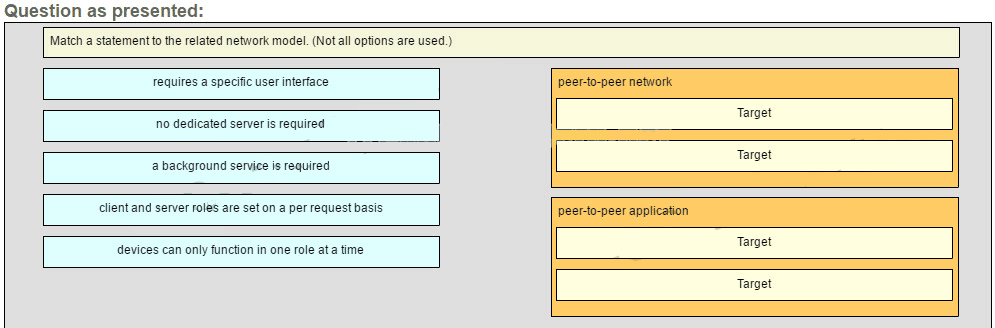 Question as presented:
Match a statement to the related network model. (Not all options are used.)
requires a specific user interface
no dedicated server is required
a background service is required
client and server roles are set on a per request basis
devices can only function in one role at a time
peer-to-peer network
Target
Target
peer-to-peer application
Target
Target